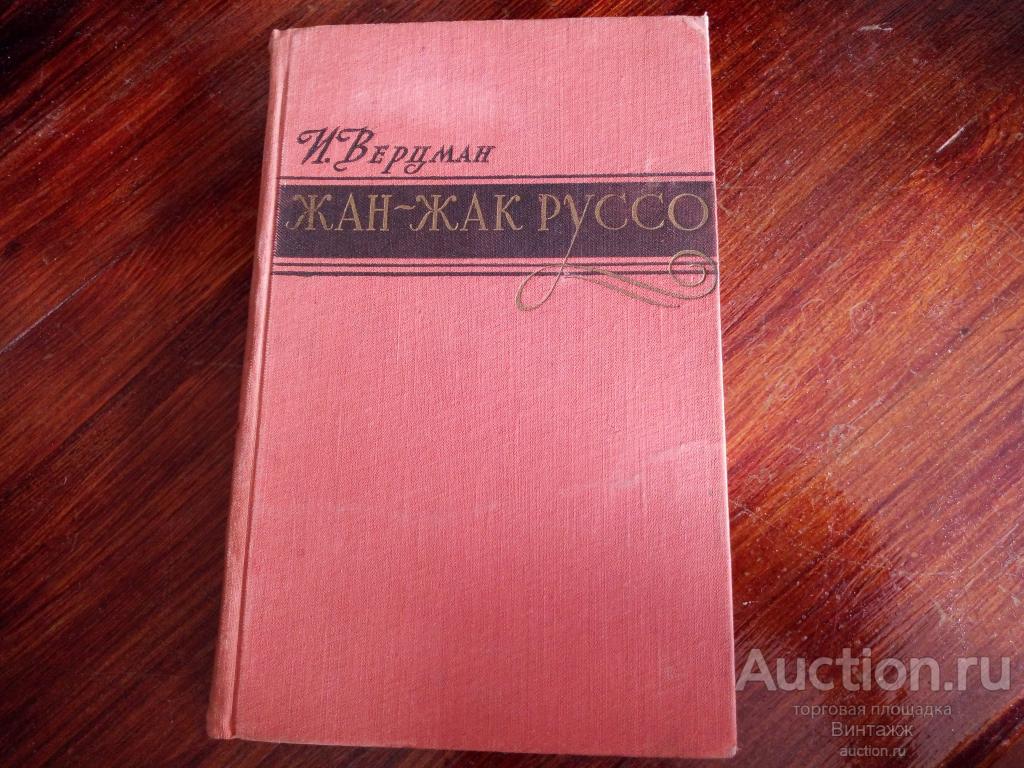 И. Верцман
ЖАН-ЖАК РУССО
Auction.ru
торговая площадка
Винтажж
auction.ru